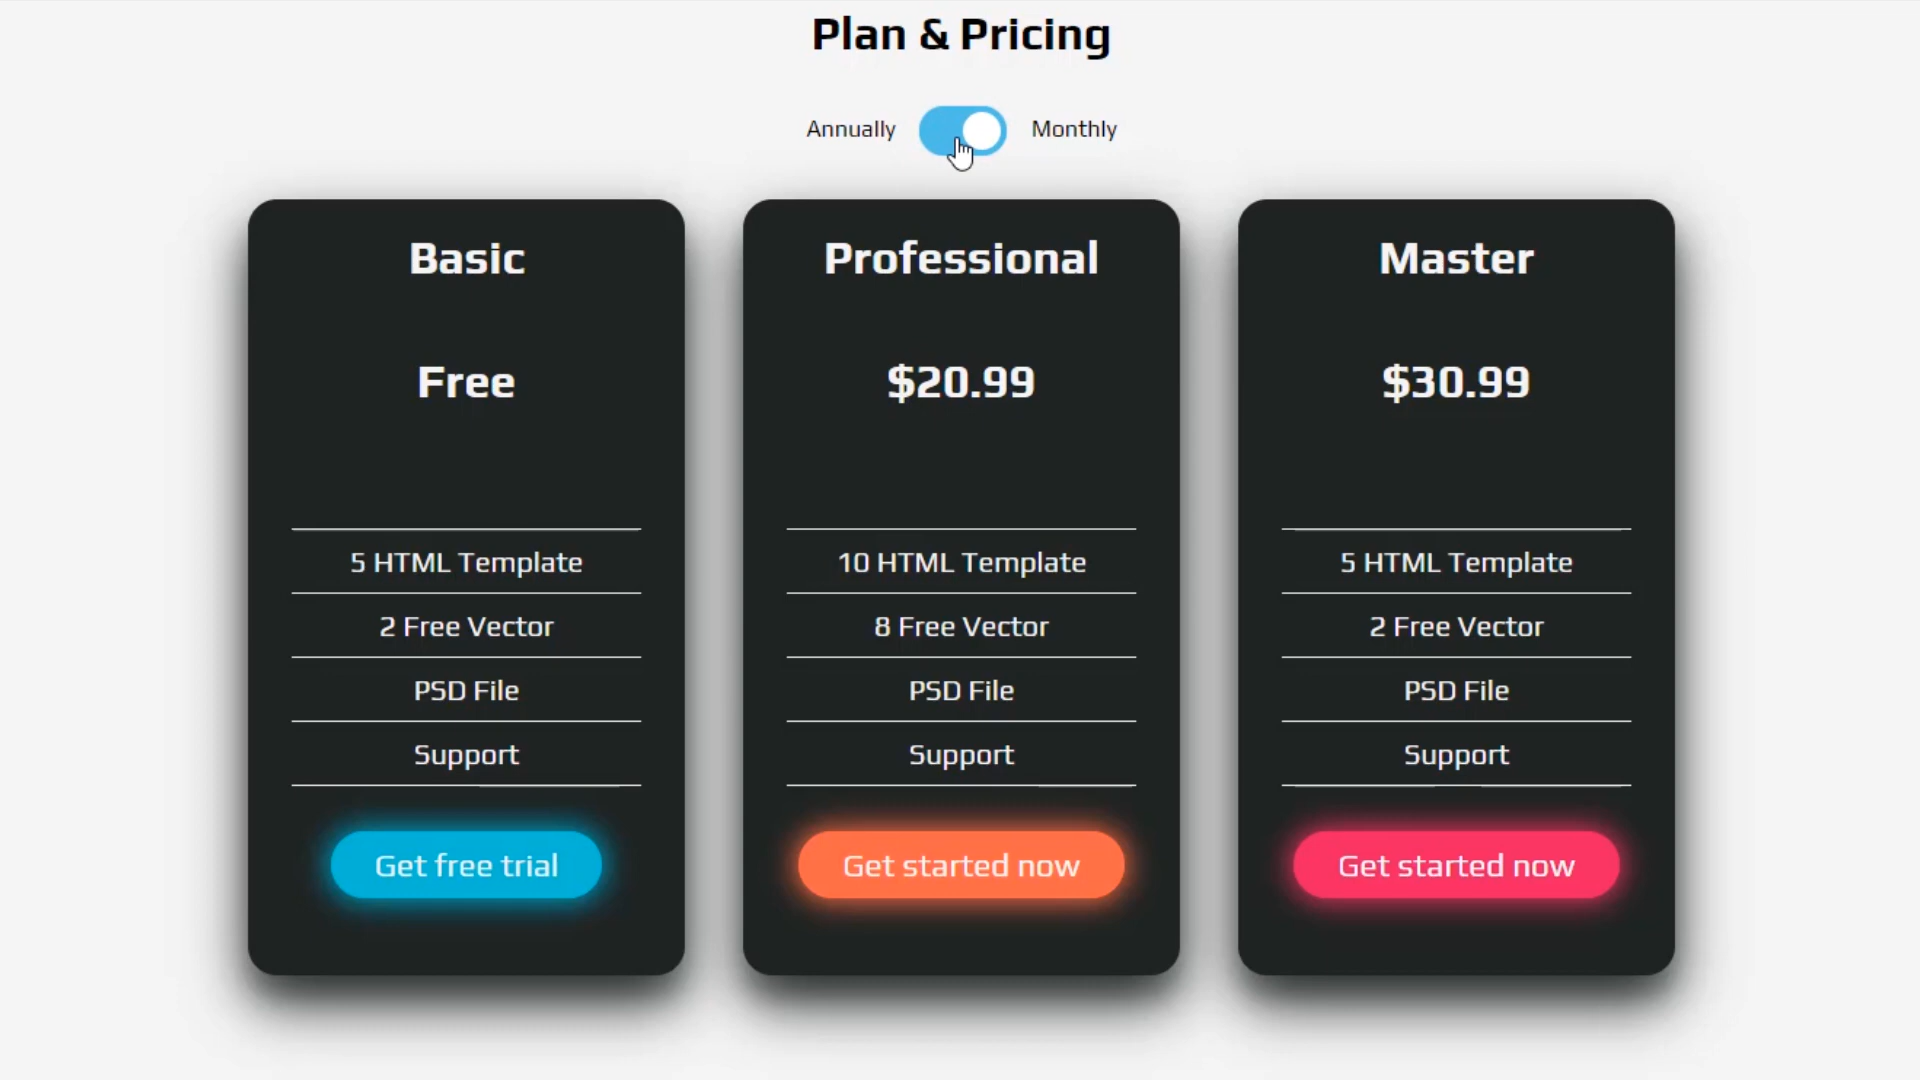 Plan & Pricing
Annually
Monthly
Basic
Free
5 HTML Template
2 Free Vector
PSD File
Support
Get free trial
Professional
$20.99
10 HTML Template
8 Free Vector
PSD File
Support
Get started now
Master
$30.99
5 HTML Template
2 Free Vector
PSD File
Support
Get started now